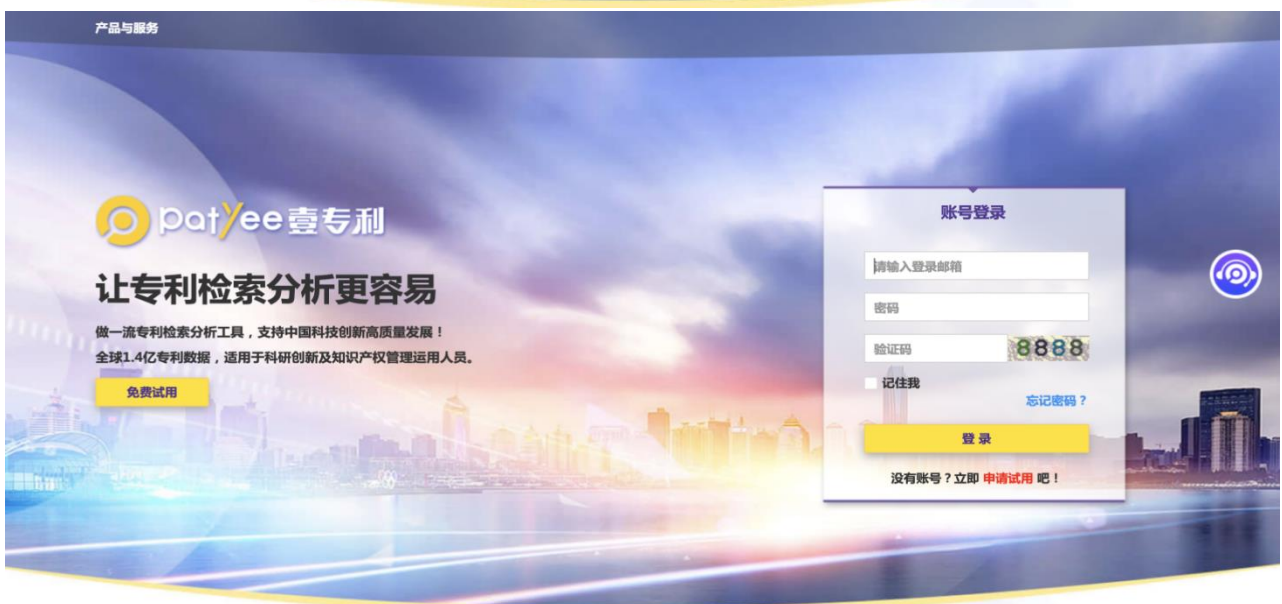 产品与服务
patyee壹专利
让专利检索分析更容易
做一流专利检索分析工具，支持中国科技创新高质量发展！
全球1.4亿专利数据，适用于科研创新及知识产权管理运用人员。
免费试用
账号登录
请输入登录邮箱
密码
验证码 8888
记住我
忘记密码？
登 录
没有账号？立即 申请试用 吧！